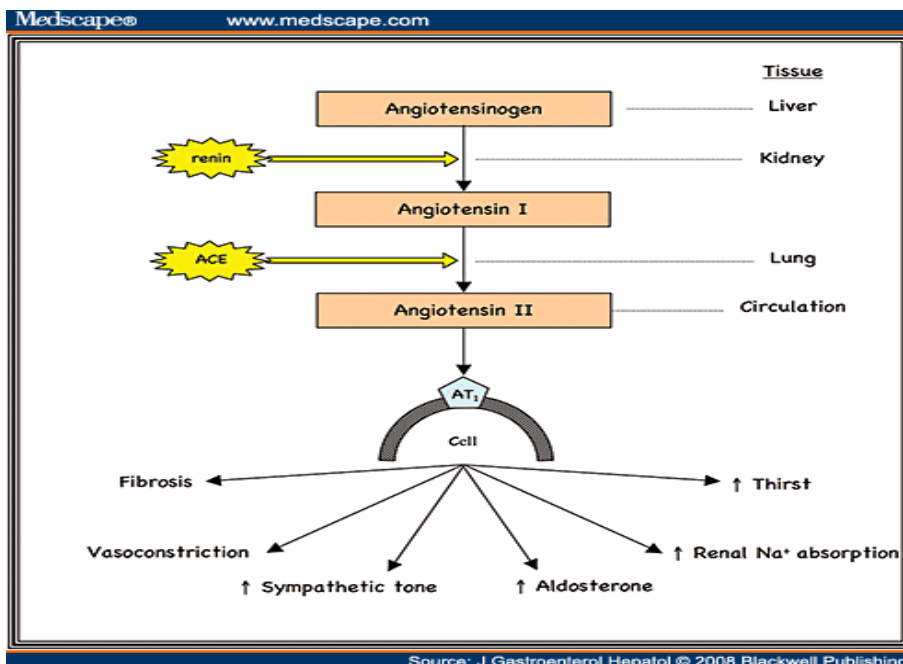 Medscape® www.medscape.com
Tissue
Angiotensinogen Liver
renin Kidney
Angiotensin I
ACE Lung
Angiotensin II Circulation
AT₁
Cell
Fibrosis ↑ Thirst
Vasoconstriction ↑ Renal Na⁺ absorption
↑ Sympathetic tone ↑ Aldosterone
Source: J Gastroenterol Hepatol © 2008 Blackwell Publishing